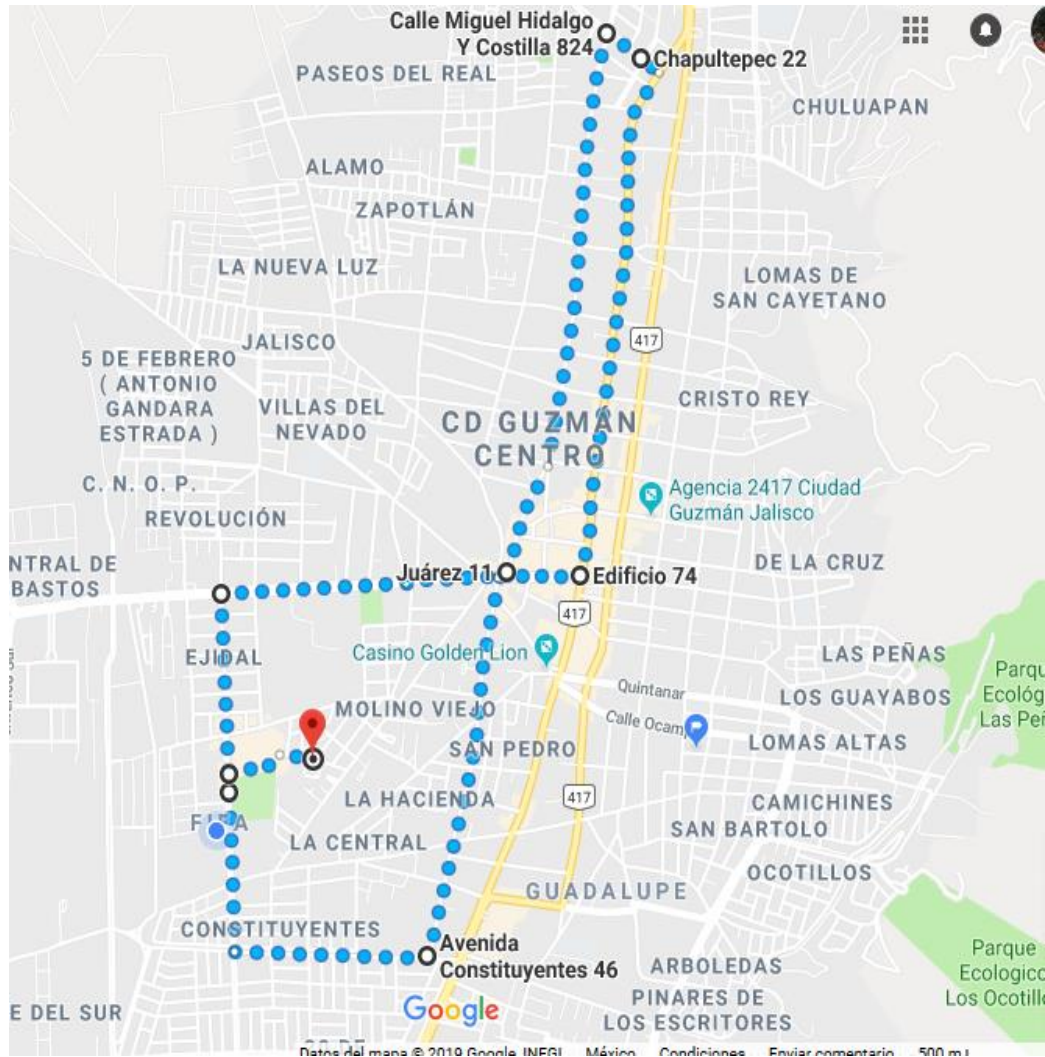 Calle Miguel Hidalgo
Y Costilla 824
Chapultepec 22
PASEOS DEL REAL
CHULUAPAN
ALAMO
ZAPOTLÁN
LA NUEVA LUZ
LOMAS DE
SAN CAYETANO
417
JALISCO
5 DE FEBRERO
( ANTONIO
GANDARA
ESTRADA )
VILLAS DEL
NEVADO
CRISTO REY
CD GUZMÁN
CENTRO
C. N. O. P.
REVOLUCIÓN
Agencia 2417 Ciudad
Guzmán Jalisco
NTRAL DE
BASTOS
DE LA CRUZ
Juárez 11
Edificio 74
417
EJIDAL
Casino Golden Lion
LAS PEÑAS
Quintanar
LOS GUAYABOS
Parqu
Ecológ
Las Peñ
MOLINO VIEJO
Calle Ocamp
SAN PEDRO
LOMAS ALTAS
LA HACIENDA
417
CAMICHINES
SAN BARTOLO
LA CENTRAL
OCOTILLOS
GUADALUPE
CONSTITUYENTES
Avenida
Constituyentes 46
ARBOLEDAS
Parque
Ecologico
Los Ocotillo
E DEL SUR
Google
PINARES DE
LOS ESCRITORES
Datos del mapa © 2019 Google, INEGI México Condiciones Enviar comentario 500 m